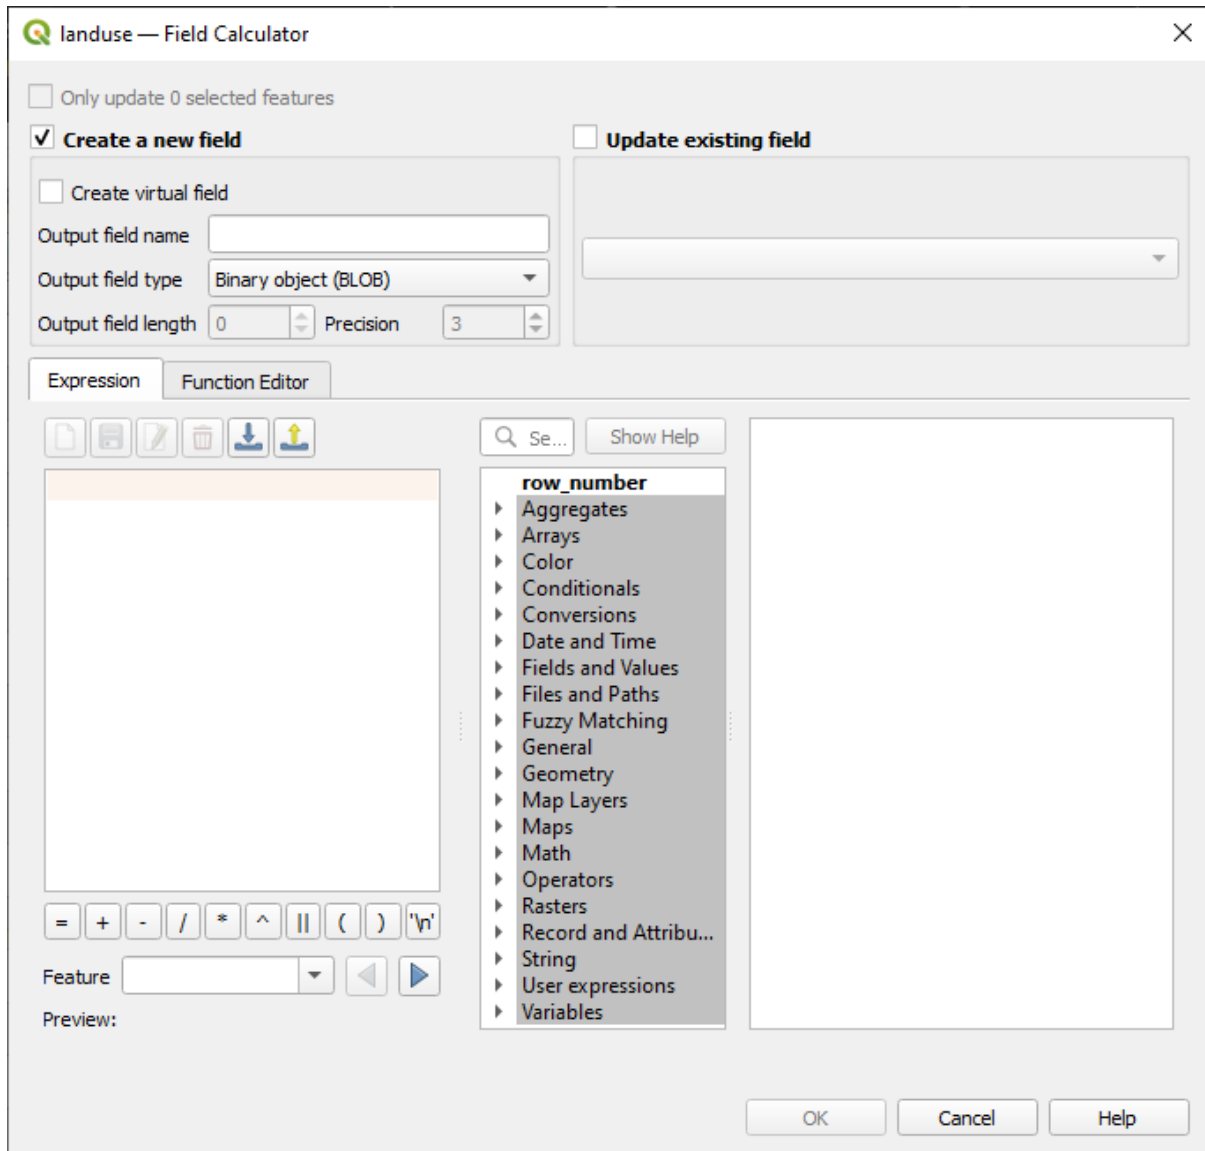 landuse — Field Calculator
Only update 0 selected features
Create a new field
Update existing field
Create virtual field
Output field name
Output field type Binary object (BLOB)
Output field length 0 Precision 3
Expression Function Editor
Se... Show Help
row_number
Aggregates
Arrays
Color
Conditionals
Conversions
Date and Time
Fields and Values
Files and Paths
Fuzzy Matching
General
Geometry
Map Layers
Maps
Math
Operators
Rasters
Record and Attribu...
String
User expressions
Variables
= + - / * ^ || ( ) '\n'
Feature
Preview:
OK Cancel Help